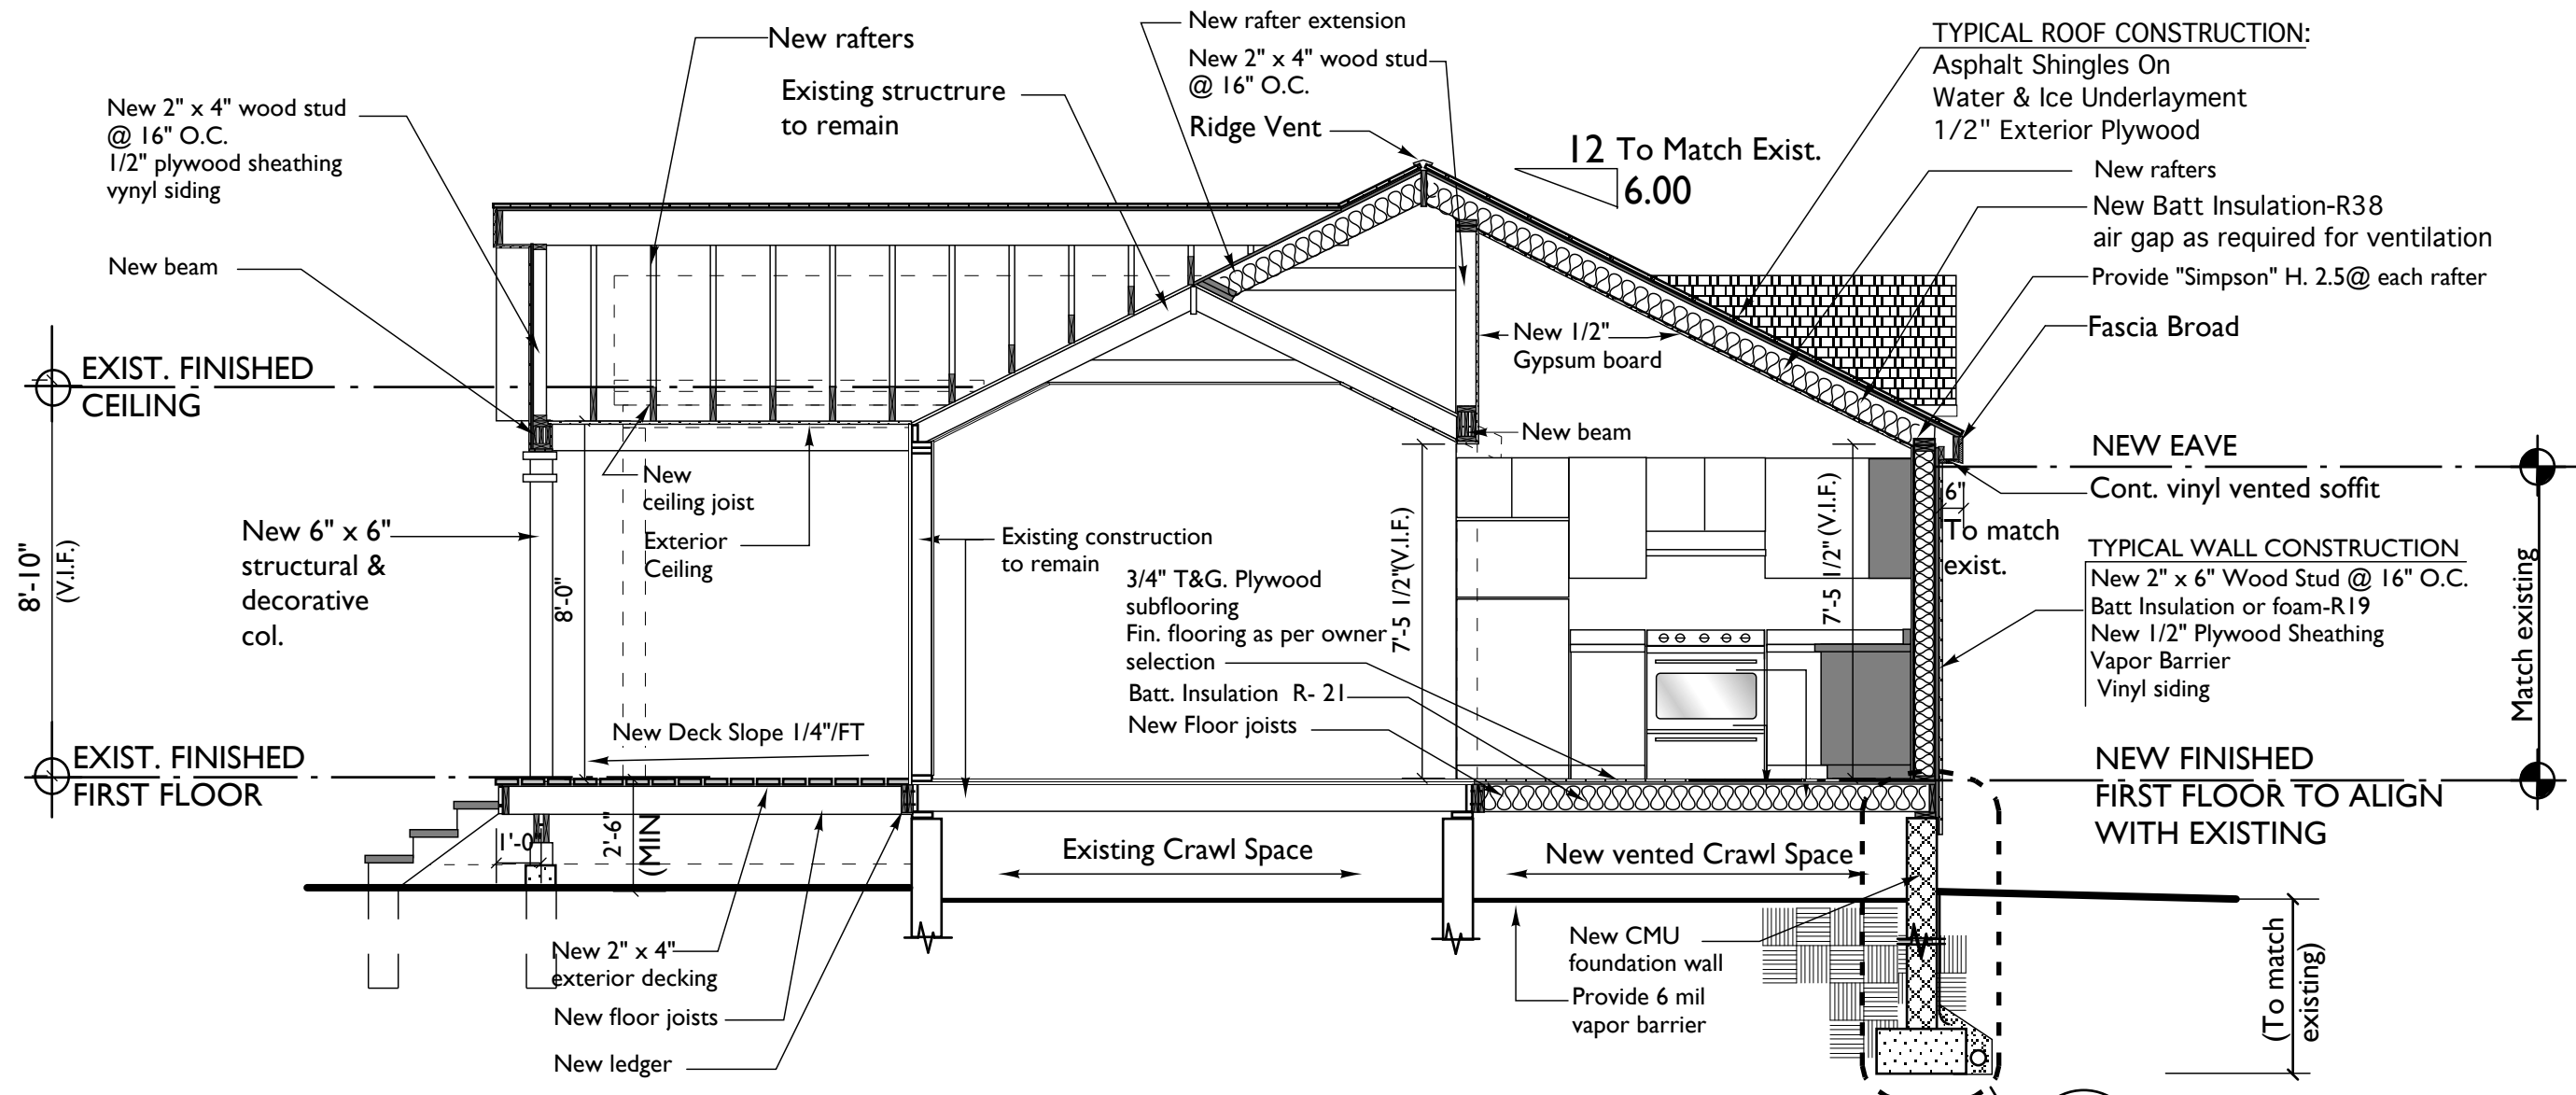 New rafters
Existing structrure
to remain
New rafter extension
New 2" x 4" wood stud
@ 16" O.C.
Ridge Vent
12 To Match Exist.
6.00
TYPICAL ROOF CONSTRUCTION:
Asphalt Shingles On
Water & Ice Underlayment
1/2" Exterior Plywood
New rafters
New Batt Insulation-R38
air gap as required for ventilation
Provide "Simpson" H. 2.5@ each rafter
Fascia Broad
New 2" x 4" wood stud
@ 16" O.C.
1/2" plywood sheathing
vynyl siding
New beam
EXIST. FINISHED
CEILING
8'-10"
(V.I.F.)
New 6" x 6"
structural &
decorative
col.
8'-0"
New
ceiling joist
Exterior
Ceiling
New Deck Slope 1/4"/FT
Existing construction
to remain
3/4" T&G. Plywood
subflooring
Fin. flooring as per owner
selection
Batt. Insulation R- 21
New Floor joists
7'-5 1/2"(V.I.F.)
New 1/2"
Gypsum board
New beam
7'-5 1/2"(V.I.F.)
NEW EAVE
Cont. vinyl vented soffit
6"
To match
exist.
TYPICAL WALL CONSTRUCTION
New 2" x 6" Wood Stud @ 16" O.C.
Batt Insulation or foam-R19
New 1/2" Plywood Sheathing
Vapor Barrier
Vinyl siding
Match existing
NEW FINISHED
FIRST FLOOR TO ALIGN
WITH EXISTING
EXIST. FINISHED
FIRST FLOOR
1'-0"
2'-6"
(MIN
Existing Crawl Space
New vented Crawl Space
New 2" x 4"
exterior decking
New floor joists
New ledger
New CMU
foundation wall
Provide 6 mil
vapor barrier
(To match
existing)